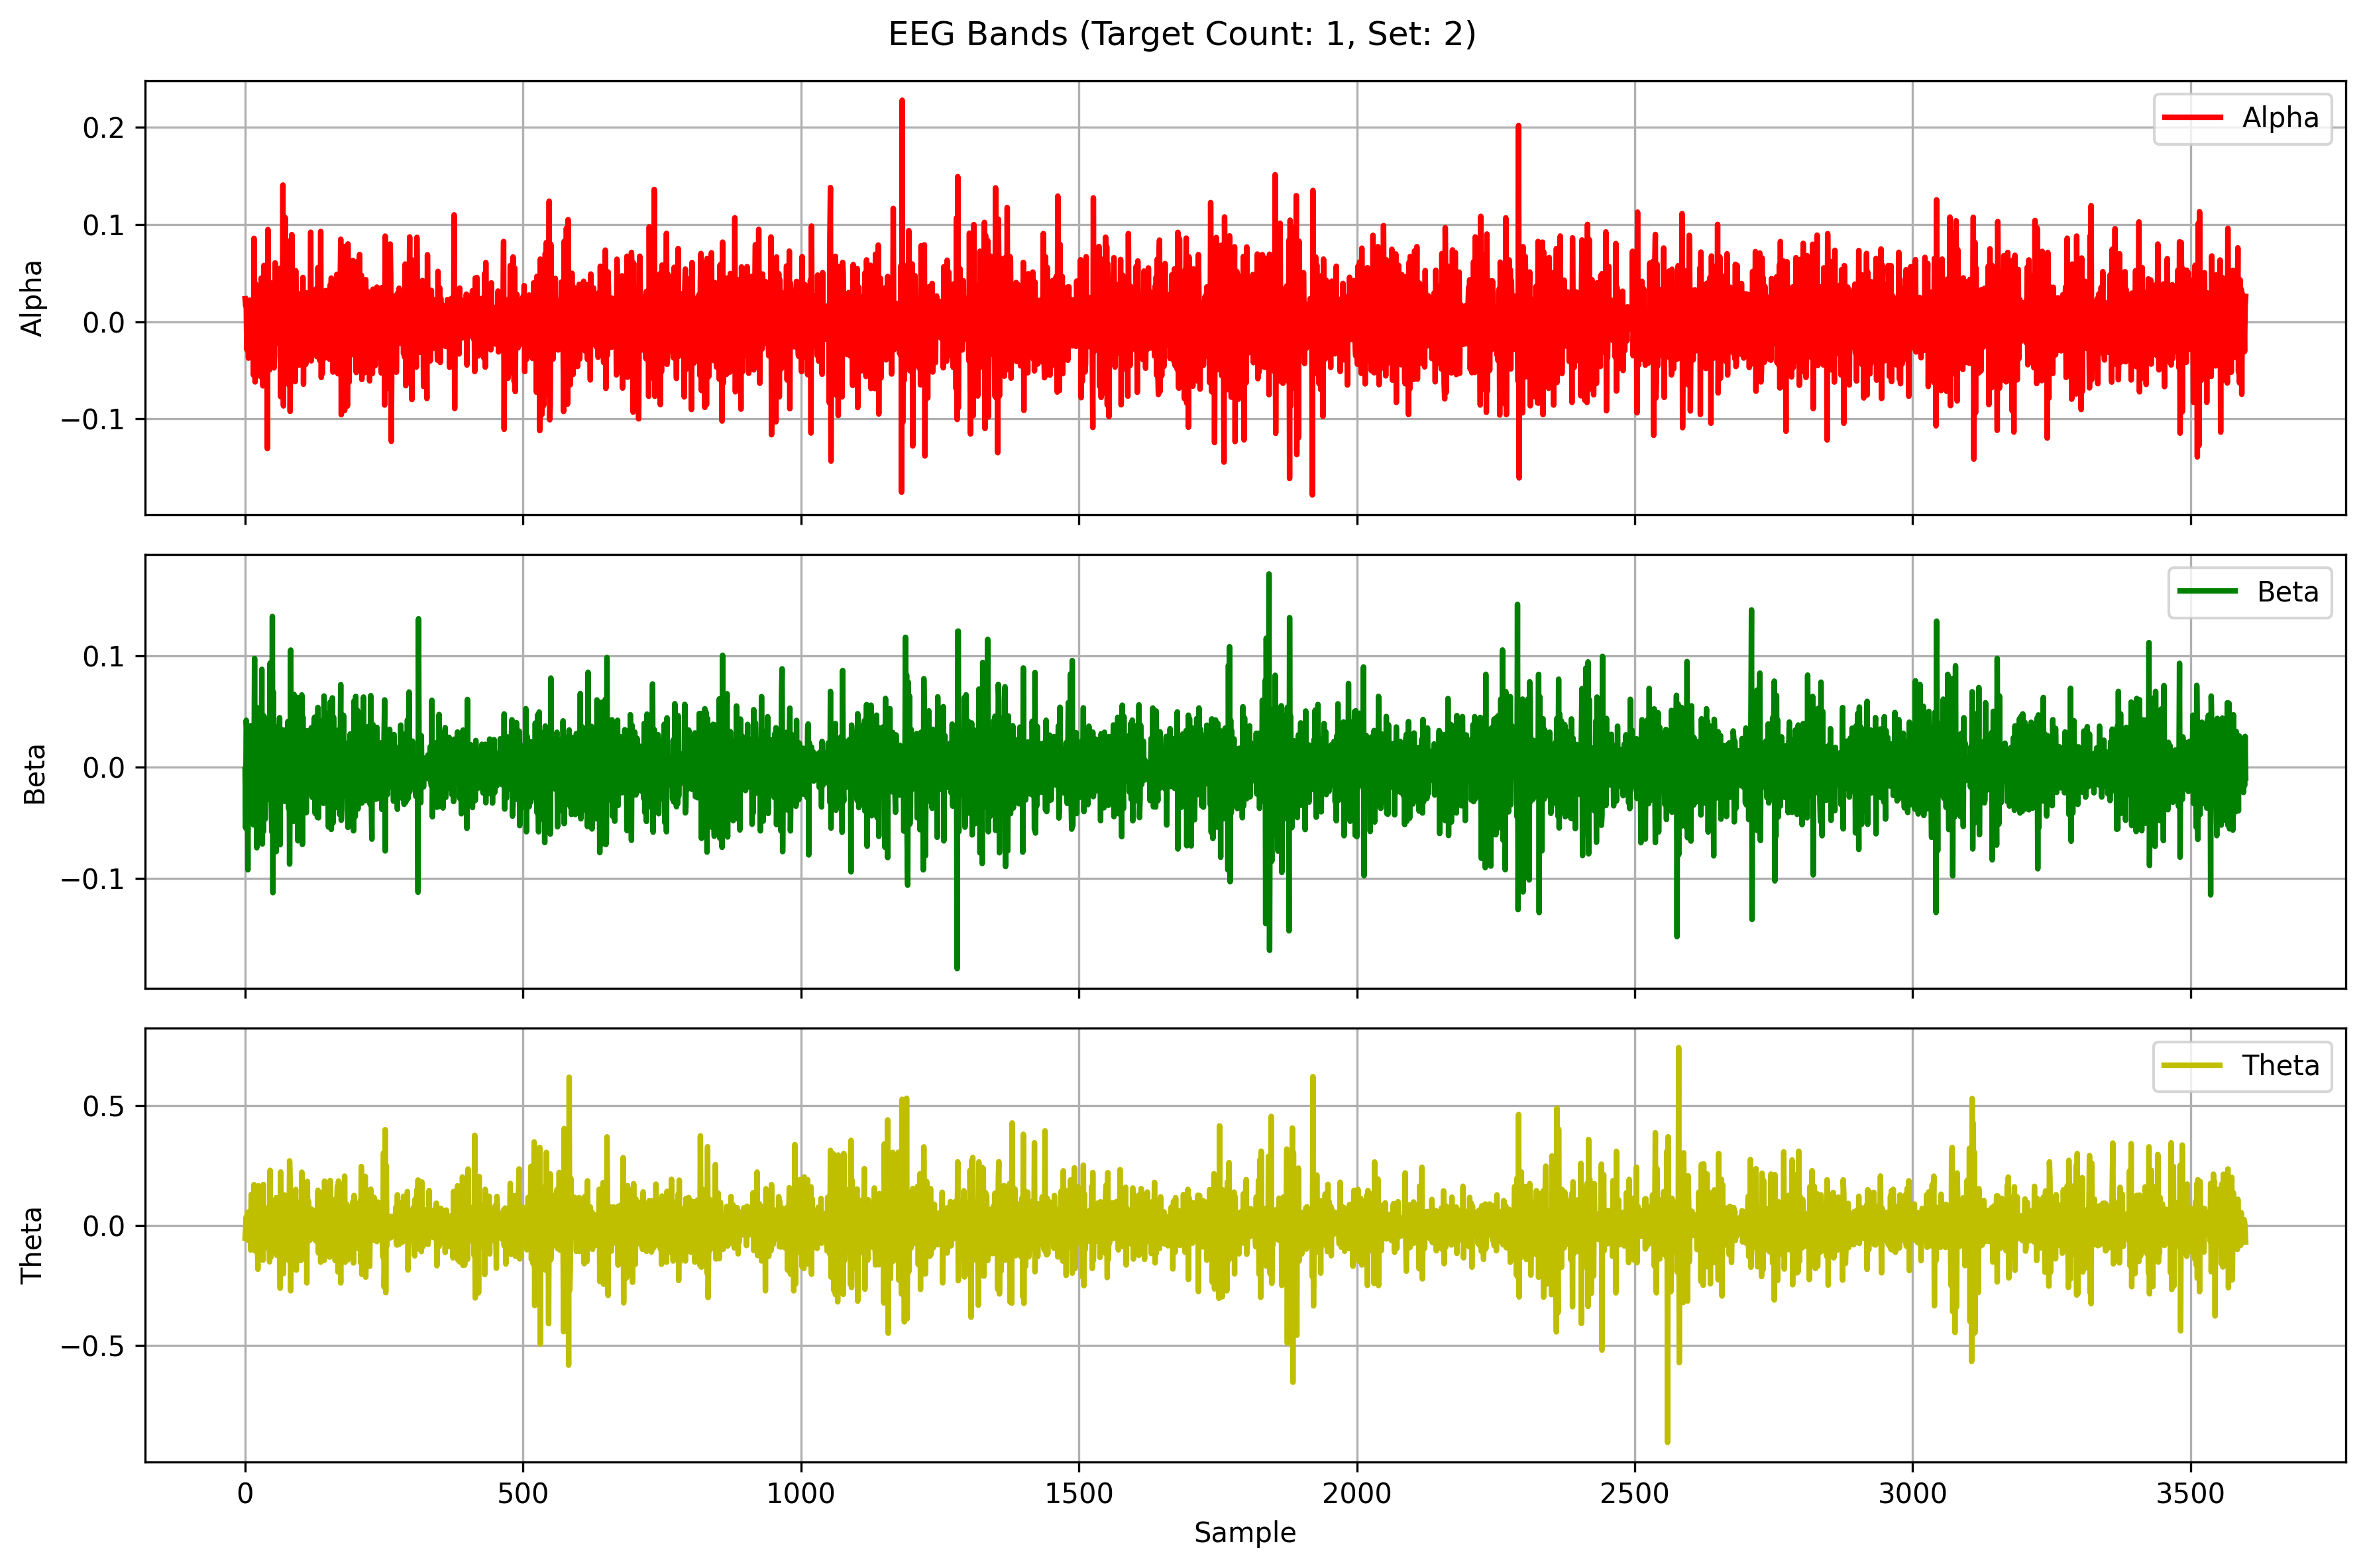 EEG Bands (Target Count: 1, Set: 2)
Alpha
0.2
0.1
0.0
−0.1
Alpha
Beta
0.1
0.0
−0.1
Beta
Theta
0.5
0.0
−0.5
Theta
0 500 1000 1500 2000 2500 3000 3500
Sample